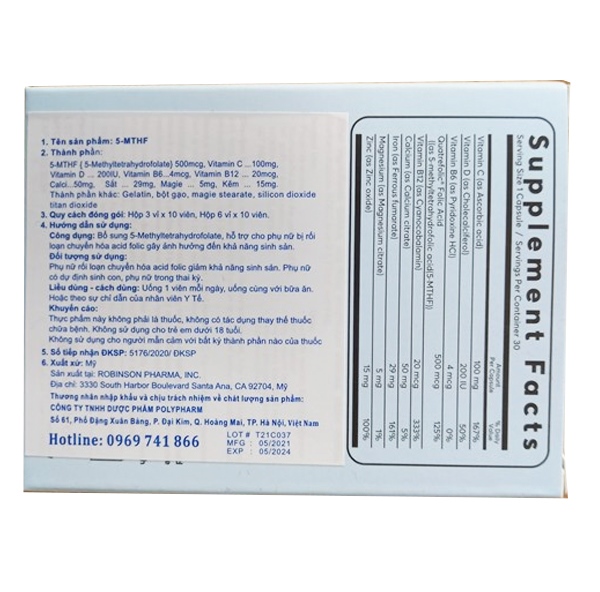 1. Tên sản phẩm: 5-MTHF
2. Thành phần:
5-MTHF ( 5-Methyltetrahydrofolate) 500mcg, Vitamin C ...100mg,
Vitamin D ... 200IU, Vitamin B6...4mcg, Vitamin B12 ... 20mcg,
Calci..50mg, Sắt ... 29mg, Magie ... 5mg, Kẽm ... 15mg.
Thành phần khác: Gelatin, bột gạo, magie stearate, silicon dioxide
titan dioxide
3. Quy cách đóng gói: Hộp 3 vỉ x 10 viên, Hộp 6 vỉ x 10 viên.
4. Hướng dẫn sử dụng:
Công dụng: Bổ sung 5-Methyltetrahydrofolate, hỗ trợ cho phụ nữ bị rối
loạn chuyển hóa acid folic gây ảnh hưởng đến khả năng sinh sản.
Đối tượng sử dụng:
Phụ nữ rối loạn chuyển hóa acid folic giảm khả năng sinh sản. Phụ nữ
có dự định sinh con, phụ nữ trong thai kỳ.
Liều dùng - cách dùng: Uống 1 viên mỗi ngày, uống cùng với bữa ăn.
Hoặc theo sự chỉ dẫn của nhân viên Y Tế.
Khuyến cáo:
Thực phẩm này không phải là thuốc, không có tác dụng thay thế thuốc
chữa bệnh. Không sử dụng cho trẻ em dưới 18 tuổi.
Không sử dụng cho người mẫn cảm với bất kỳ thành phần nào của thuốc
5. Số tiếp nhận ĐKSP: 5176/2020/ ĐKSP
6. Xuất xứ: Mỹ
Sản xuất tại: ROBINSON PHARMA, INC.
Địa chỉ: 3330 South Harbor Boulevard Santa Ana, CA 92704, Mỹ
Thương nhân nhập khẩu và chịu trách nhiệm về chất lượng sản phẩm:
CÔNG TY TNHH DƯỢC PHẨM POLYPHARM
Số 61, Phố Đặng Xuân Bảng, P. Đại Kim, Q. Hoàng Mai, TP. Hà Nội, Việt Nam
Hotline: 0969 741 866
LOT # T21C037
MFG : 05/2021
EXP : 05/2024
Supplement Facts
Serving Size 1 Capsule / Servings Per Container 30
Amount Per Capsule
% Daily Value
Vitamin C (as Ascorbic acid) 100 mg 167%
Vitamin D (as Cholecalciferol) 200 IU 50%
Vitamin B6 (as Pyridoxine HCl) 4 mcg 0%
Quatrefolic® Folic Acid
((as 5-methyltetrahydrofolic acid(5-MTHF)) 500 mcg 125%
Vitamin B12 (as Cyanocobalamin) 20 mcg 333%
Calcium (as Calcium citrate) 50 mg 5%
Iron (as Ferrous fumarate) 29 mg 161%
Magnesium (as Magnesium citrate) 5 mg 1%
Zinc (as Zinc oxide) 15 mg 100%